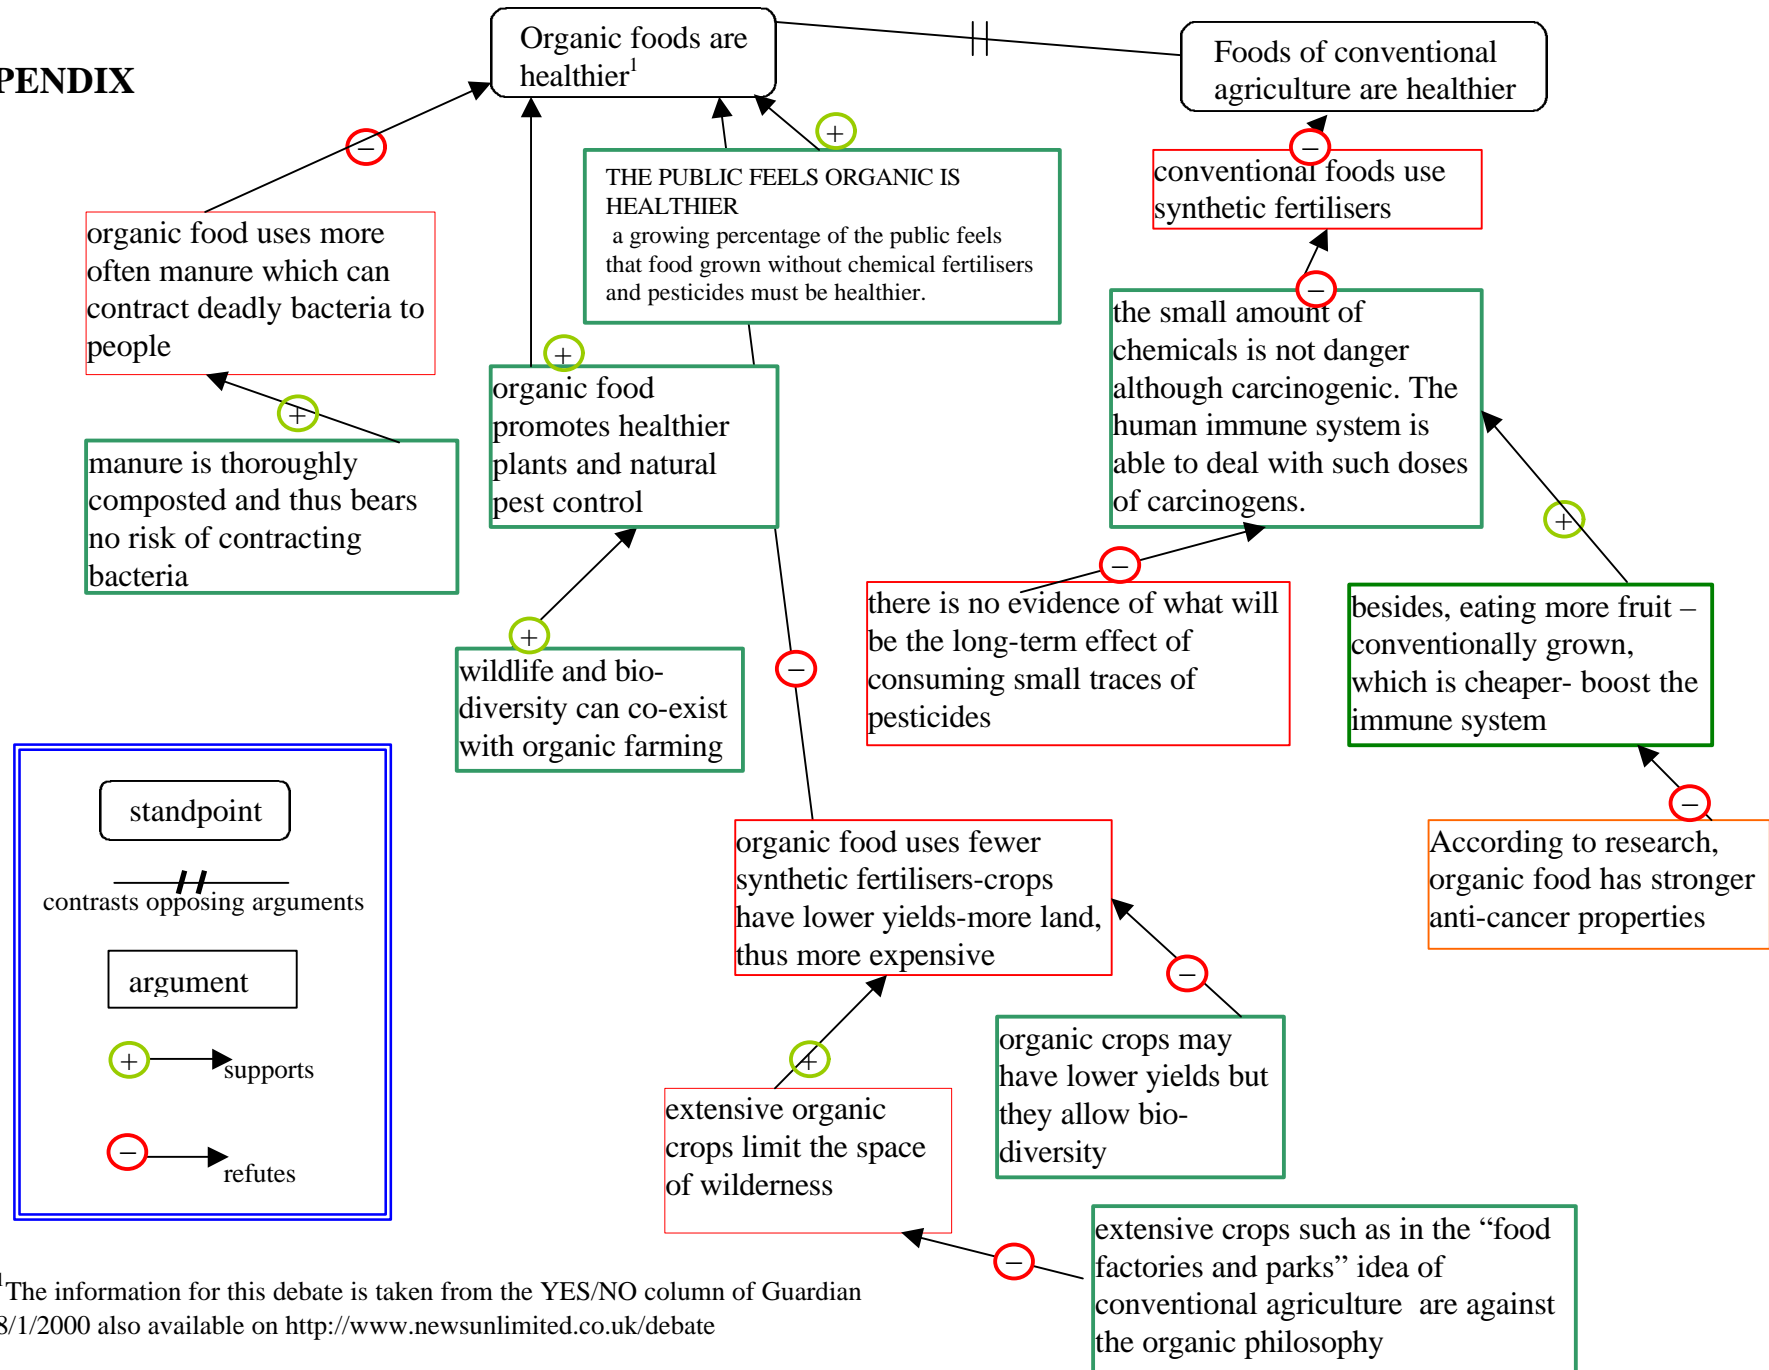 PENDIX
Organic foods are
healthier1
Foods of conventional
agriculture are healthier
–
+
–
THE PUBLIC FEELS ORGANIC IS
HEALTHIER
a growing percentage of the public feels
that food grown without chemical fertilisers
and pesticides must be healthier.
conventional foods use
synthetic fertilisers
organic food uses more
often manure which can
contract deadly bacteria to
people
–
the small amount of
chemicals is not danger
although carcinogenic. The
human immune system is
able to deal with such doses
of carcinogens.
+
organic food
promotes healthier
plants and natural
pest control
+
manure is thoroughly
composted and thus bears
no risk of contracting
bacteria
–
+
there is no evidence of what will
be the long-term effect of
consuming small traces of
pesticides
besides, eating more fruit –
conventionally grown,
which is cheaper- boost the
immune system
+
wildlife and bio-
diversity can co-exist
with organic farming
–
–
According to research,
organic food has stronger
anti-cancer properties
organic food uses fewer
synthetic fertilisers-crops
have lower yields-more land,
thus more expensive
–
+
organic crops may
have lower yields but
they allow bio-
diversity
extensive organic
crops limit the space
of wilderness
–
extensive crops such as in the “food
factories and parks” idea of
conventional agriculture are against
the organic philosophy
standpoint
contrasts opposing arguments
argument
+
supports
–
refutes
1The information for this debate is taken from the YES/NO column of Guardian
8/1/2000 also available on http://www.newsunlimited.co.uk/debate